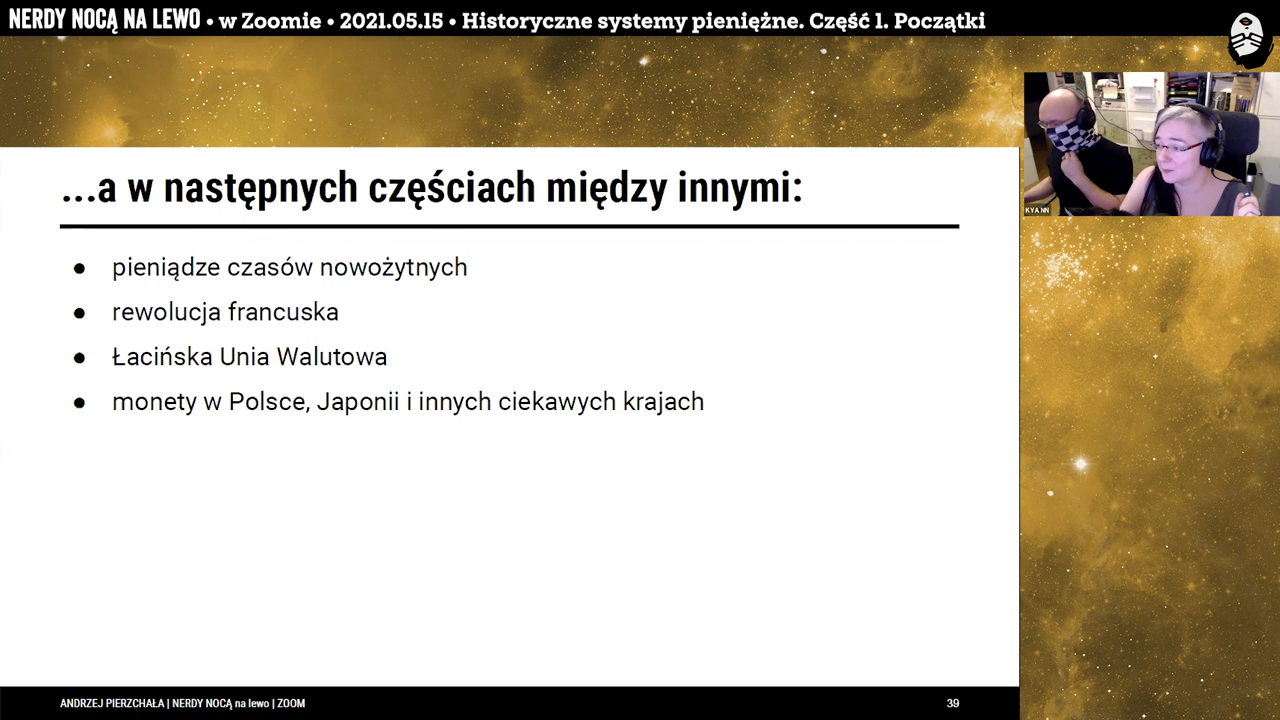 NERDY NOCĄ NA LEWO • w Zoomie • 2021.05.15 • Historyczne systemy pieniężne. Część 1. Początki
KYANN
...a w następnych częściach między innymi:
● pieniądze czasów nowożytnych
● rewolucja francuska
● Łacińska Unia Walutowa
● monety w Polsce, Japonii i innych ciekawych krajach
ANDRZEJ PIERZCHAŁA | NERDY NOCĄ na lewo | ZOOM 39